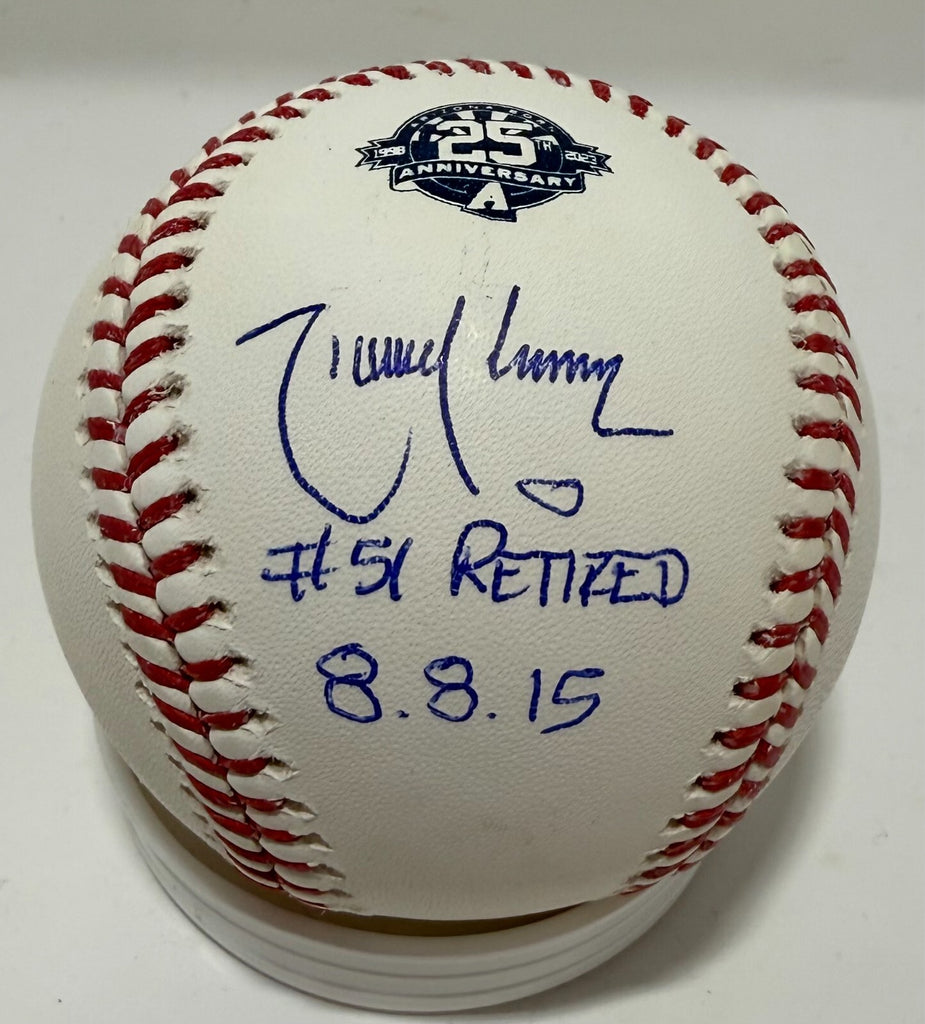 25TH
1998
2023
ANNIVERSARY
A
#51 RETIRED
8.8.15